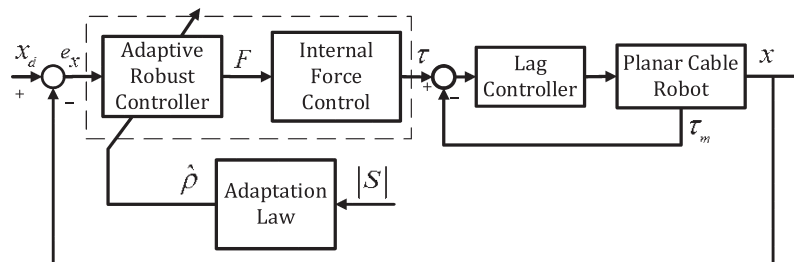 x_d
+
−
e_x
Adaptive
Robust
Controller
F
Internal
Force
Control
τ
+
−
Lag
Controller
Planar Cable
Robot
x
τ_m
ρ̂
Adaptation
Law
|S|